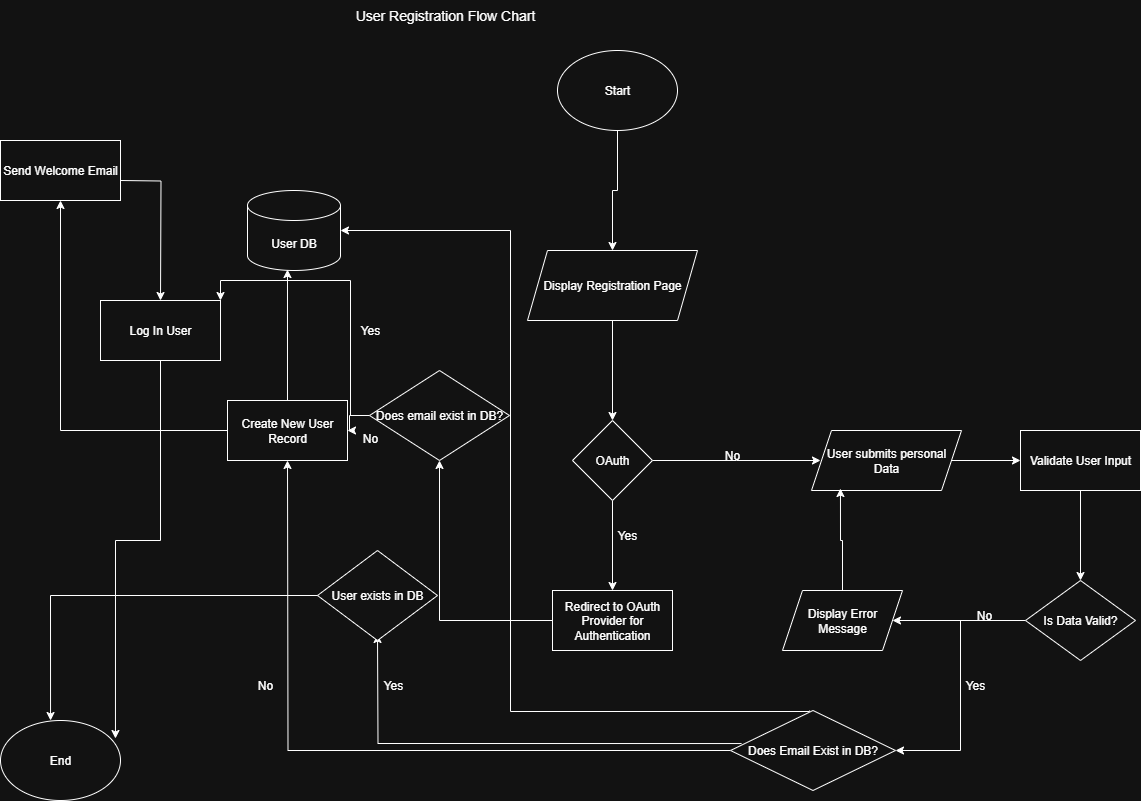 User Registration Flow Chart
Start
Send Welcome Email
User DB
Display Registration Page
Log In User
Yes
Create New User
Record
Does email exist in DB?
No
OAuth
No
User submits personal
Data
Validate User Input
Yes
User exists in DB
Redirect to OAuth
Provider for
Authentication
Display Error
Message
No
Is Data Valid?
No
Yes
Yes
End
Does Email Exist in DB?